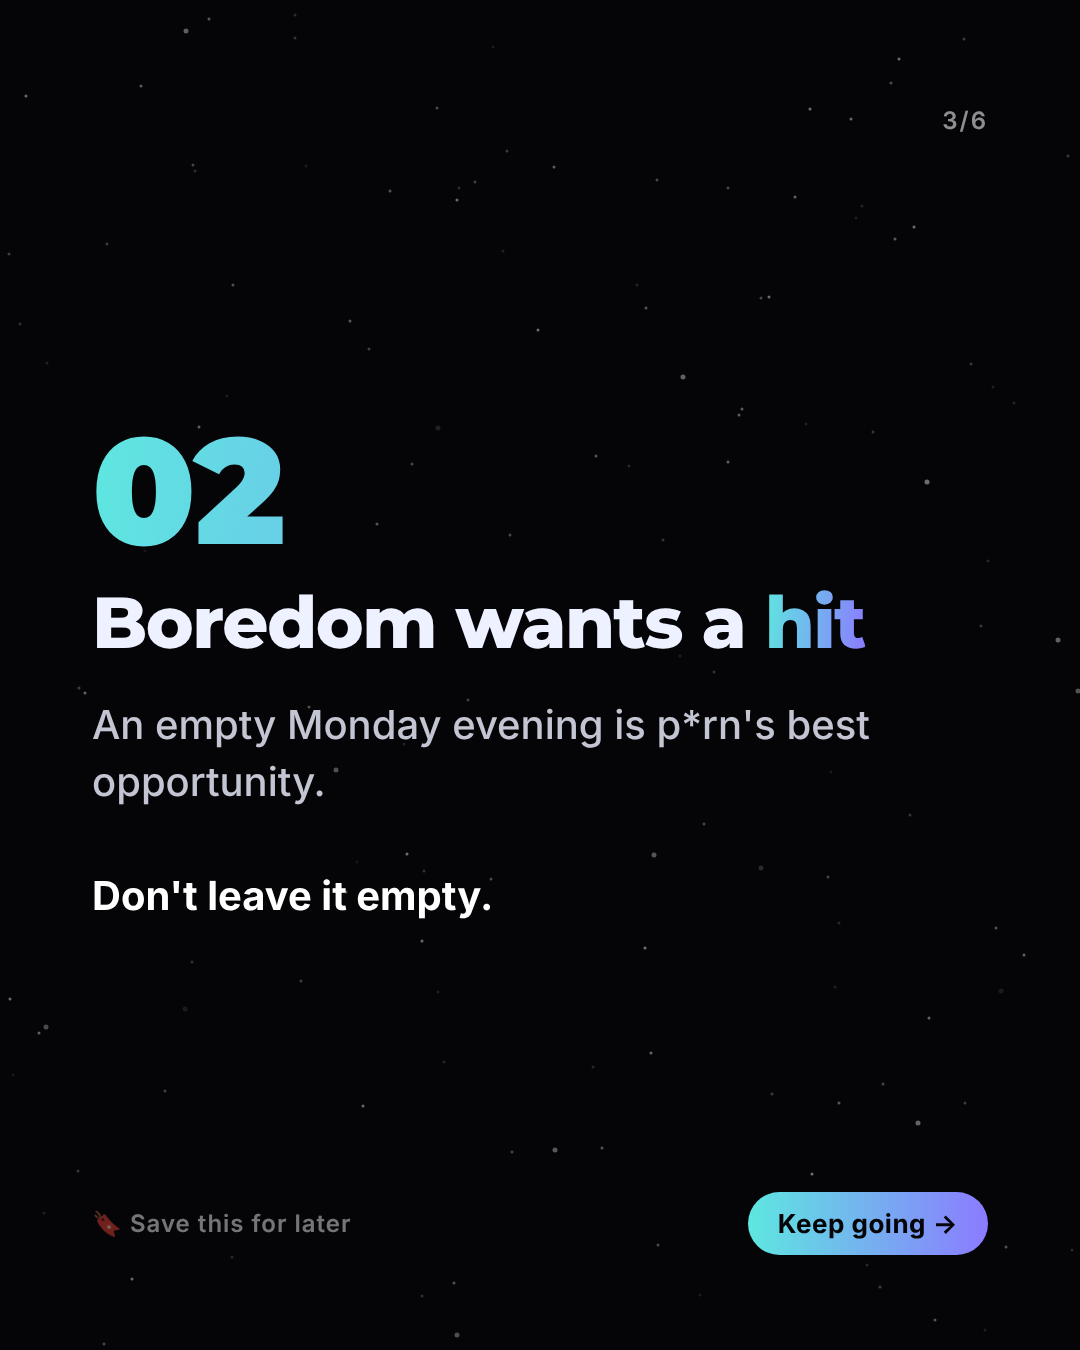 3/6
02
Boredom wants a hit
An empty Monday evening is p*rn's best
opportunity.
Don't leave it empty.
🔖 Save this for later
Keep going →